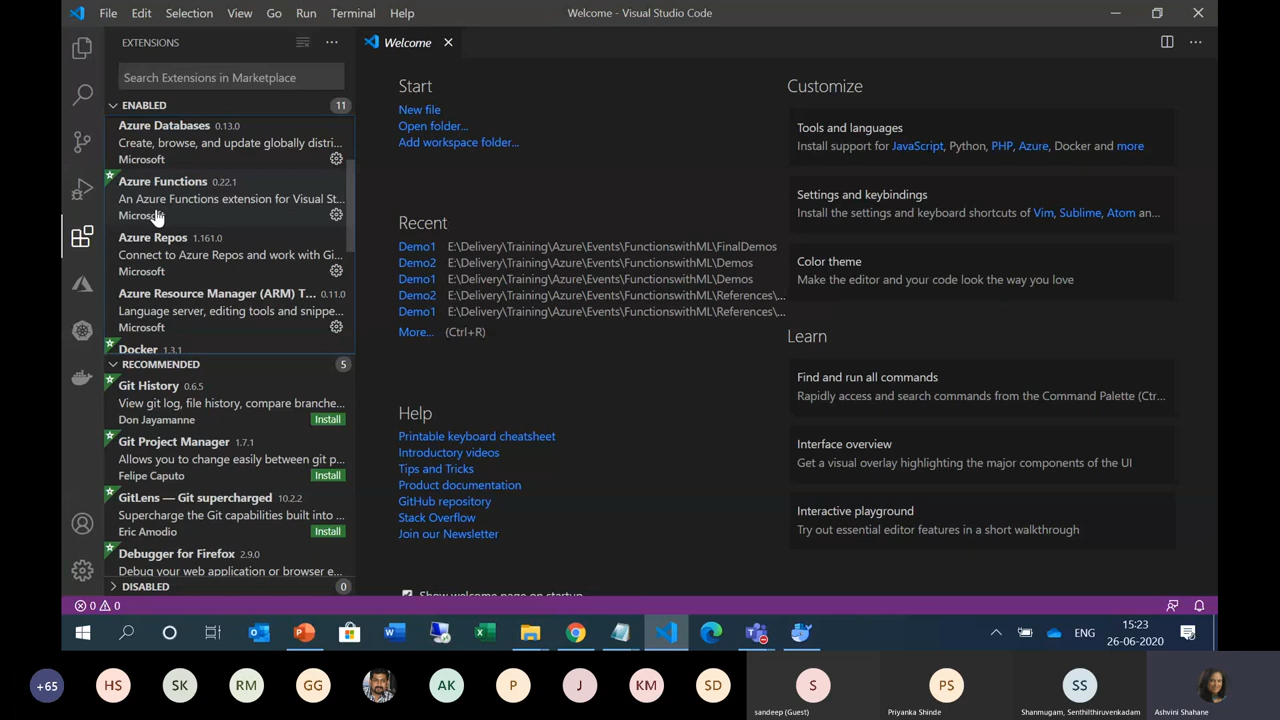 File Edit Selection View Go Run Terminal Help
Welcome - Visual Studio Code
EXTENSIONS
Search Extensions in Marketplace
ENABLED 11
Azure Databases 0.13.0
Create, browse, and update globally distri...
Microsoft
Azure Functions 0.22.1
An Azure Functions extension for Visual St...
Microsoft
Azure Repos 1.161.0
Connect to Azure Repos and work with Gi...
Microsoft
Azure Resource Manager (ARM) T... 0.11.0
Language server, editing tools and snippe...
Microsoft
Docker 1.3.1
RECOMMENDED 5
Git History 0.6.5
View git log, file history, compare branche...
Don Jayamanne Install
Git Project Manager 1.7.1
Allows you to change easily between git p...
Felipe Caputo Install
GitLens — Git supercharged 10.2.2
Supercharge the Git capabilities built into ...
Eric Amodio Install
Debugger for Firefox 2.9.0
Debug your web application or browser e...
DISABLED 0
Welcome
Start
New file
Open folder...
Add workspace folder...
Recent
Demo1 E:\Delivery\Training\Azure\Events\FunctionswithML\FinalDemos
Demo2 E:\Delivery\Training\Azure\Events\FunctionswithML\Demos
Demo1 E:\Delivery\Training\Azure\Events\FunctionswithML\Demos
Demo2 E:\Delivery\Training\Azure\Events\FunctionswithML\References\...
Demo1 E:\Delivery\Training\Azure\Events\FunctionswithML\References\...
More... (Ctrl+R)
Help
Printable keyboard cheatsheet
Introductory videos
Tips and Tricks
Product documentation
GitHub repository
Stack Overflow
Join our Newsletter
Show welcome page on startup
Customize
Tools and languages
Install support for JavaScript, Python, PHP, Azure, Docker and more
Settings and keybindings
Install the settings and keyboard shortcuts of Vim, Sublime, Atom an...
Color theme
Make the editor and your code look the way you love
Learn
Find and run all commands
Rapidly access and search commands from the Command Palette (Ctr...
Interface overview
Get a visual overlay highlighting the major components of the UI
Interactive playground
Try out essential editor features in a short walkthrough
0 0
ENG
15:23
26-06-2020
+65 HS SK RM GG AK P J KM SD S PS SS
sandeep (Guest) Priyanka Shinde Shanmugam, Senthilthiruvenkadam Ashvini Shahane